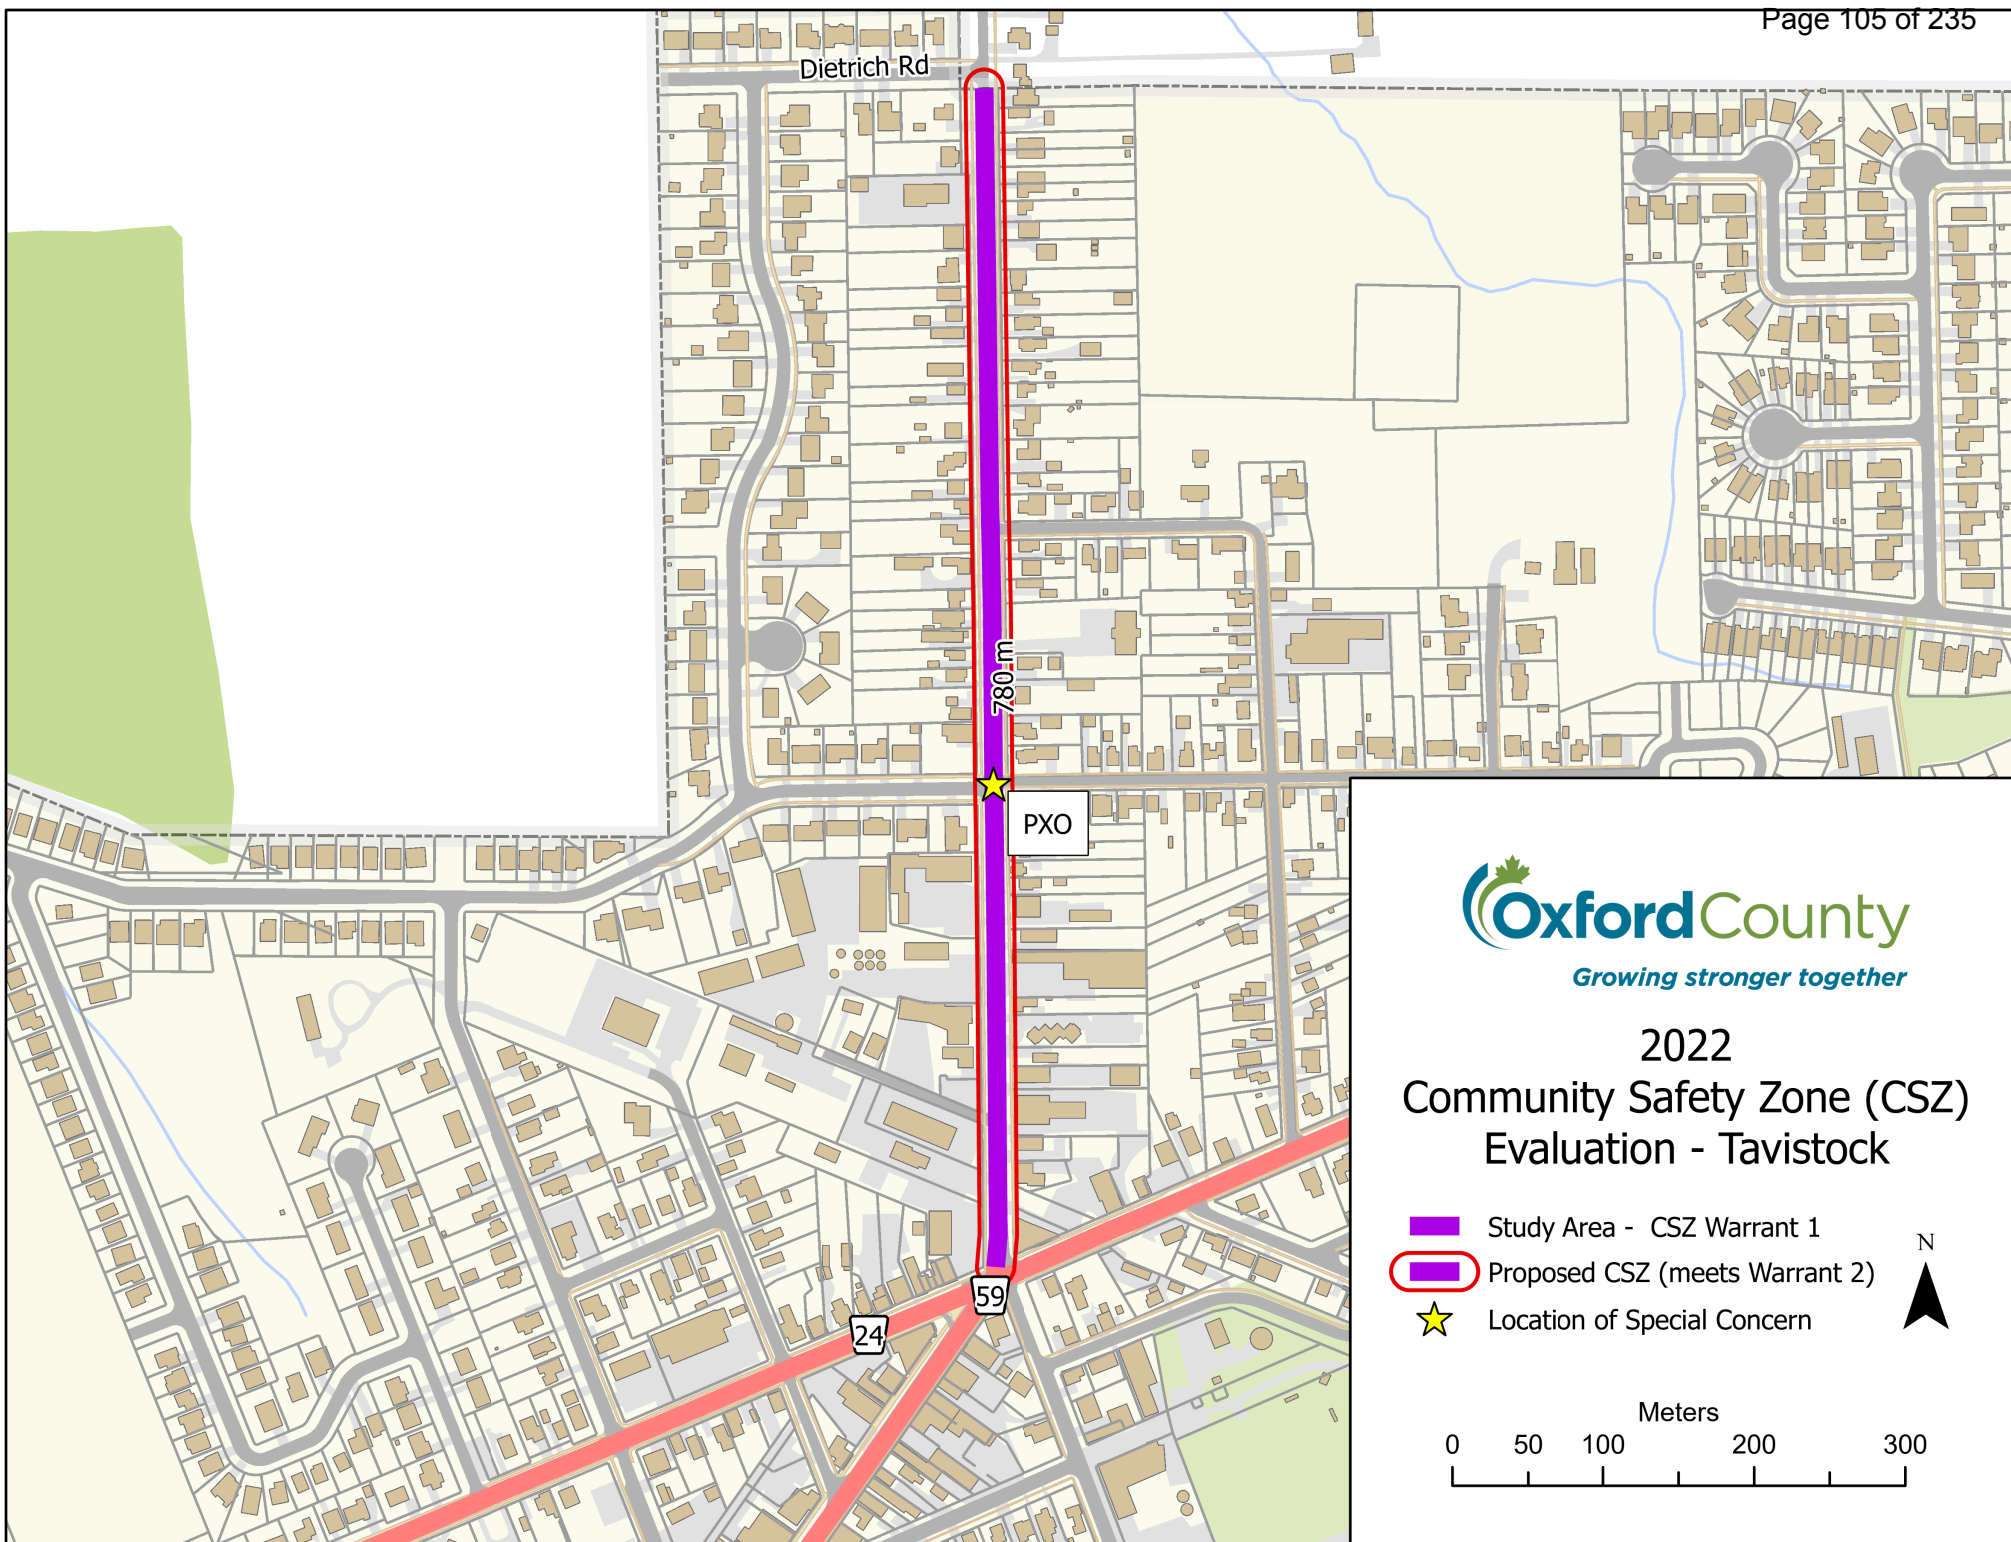 Page 105 of 235
Dietrich Rd
780 m
PXO
59
24
OxfordCounty
Growing stronger together
2022
Community Safety Zone (CSZ)
Evaluation - Tavistock
Study Area - CSZ Warrant 1
Proposed CSZ (meets Warrant 2)
Location of Special Concern
N
Meters
0 50 100 200 300